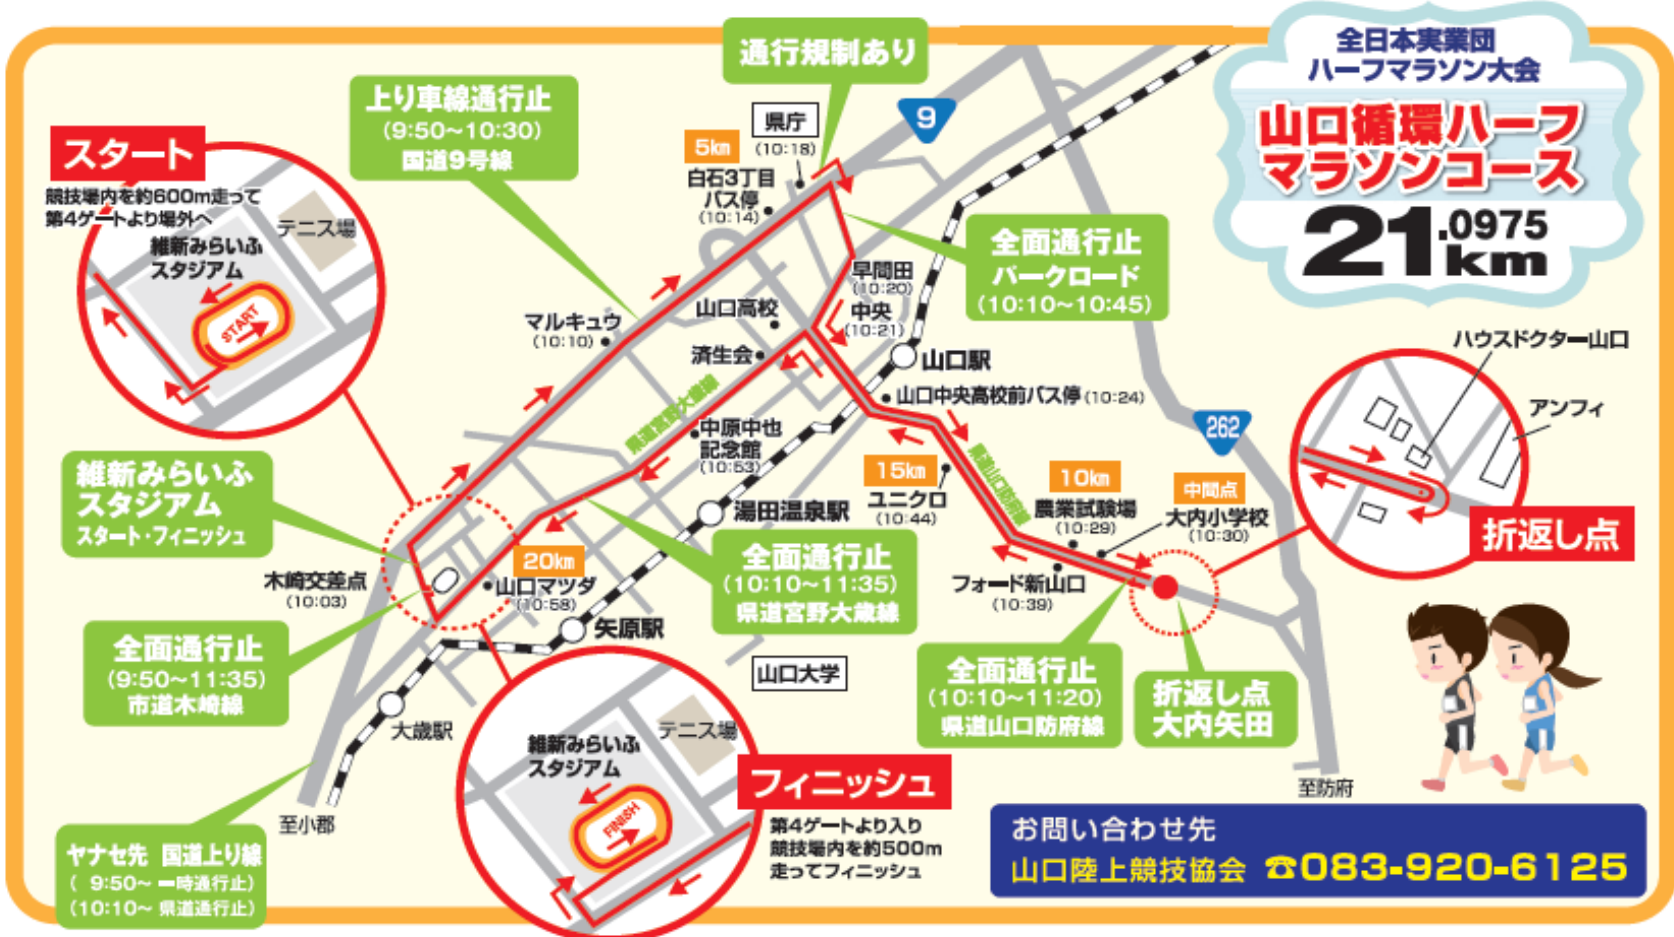 全日本実業団
ハーフマラソン大会
山口循環ハーフ
マラソンコース
21.0975km
通行規制あり
上り車線通行止
(9:50～10:30)
国道9号線
スタート
競技場内を約600m走って
第4ゲートより場外へ
維新みらいふ
スタジアム
テニス場
START
県庁
(10:18)
9
5km
白石3丁目
バス停
(10:14)
全面通行止
パークロード
(10:10～10:45)
早間田
(10:20)
中央
(10:21)
山口高校
マルキュウ
(10:10)
済生会
山口駅
県道宮野大歳線
山口中央高校前バス停(10:24)
ハウスドクター山口
アンフィ
262
中原中也
記念館
(10:53)
県道山口防府線
15km
ユニクロ
(10:44)
10km
農業試験場
(10:29)
中間点
大内小学校
(10:30)
折返し点
維新みらいふ
スタジアム
スタート・フィニッシュ
湯田温泉駅
20km
山口マツダ
(10:58)
全面通行止
(10:10～11:35)
県道宮野大歳線
木崎交差点
(10:03)
フォード新山口
(10:39)
矢原駅
全面通行止
(9:50～11:35)
市道木崎線
山口大学
全面通行止
(10:10～11:20)
県道山口防府線
折返し点
大内矢田
大歳駅
維新みらいふ
スタジアム
テニス場
FINISH
フィニッシュ
第4ゲートより入り
競技場内を約500m
走ってフィニッシュ
至防府
至小郡
ヤナセ先 国道上り線
( 9:50～ 一時通行止)
(10:10～ 県道通行止)
お問い合わせ先
山口陸上競技協会 ☎083-920-6125